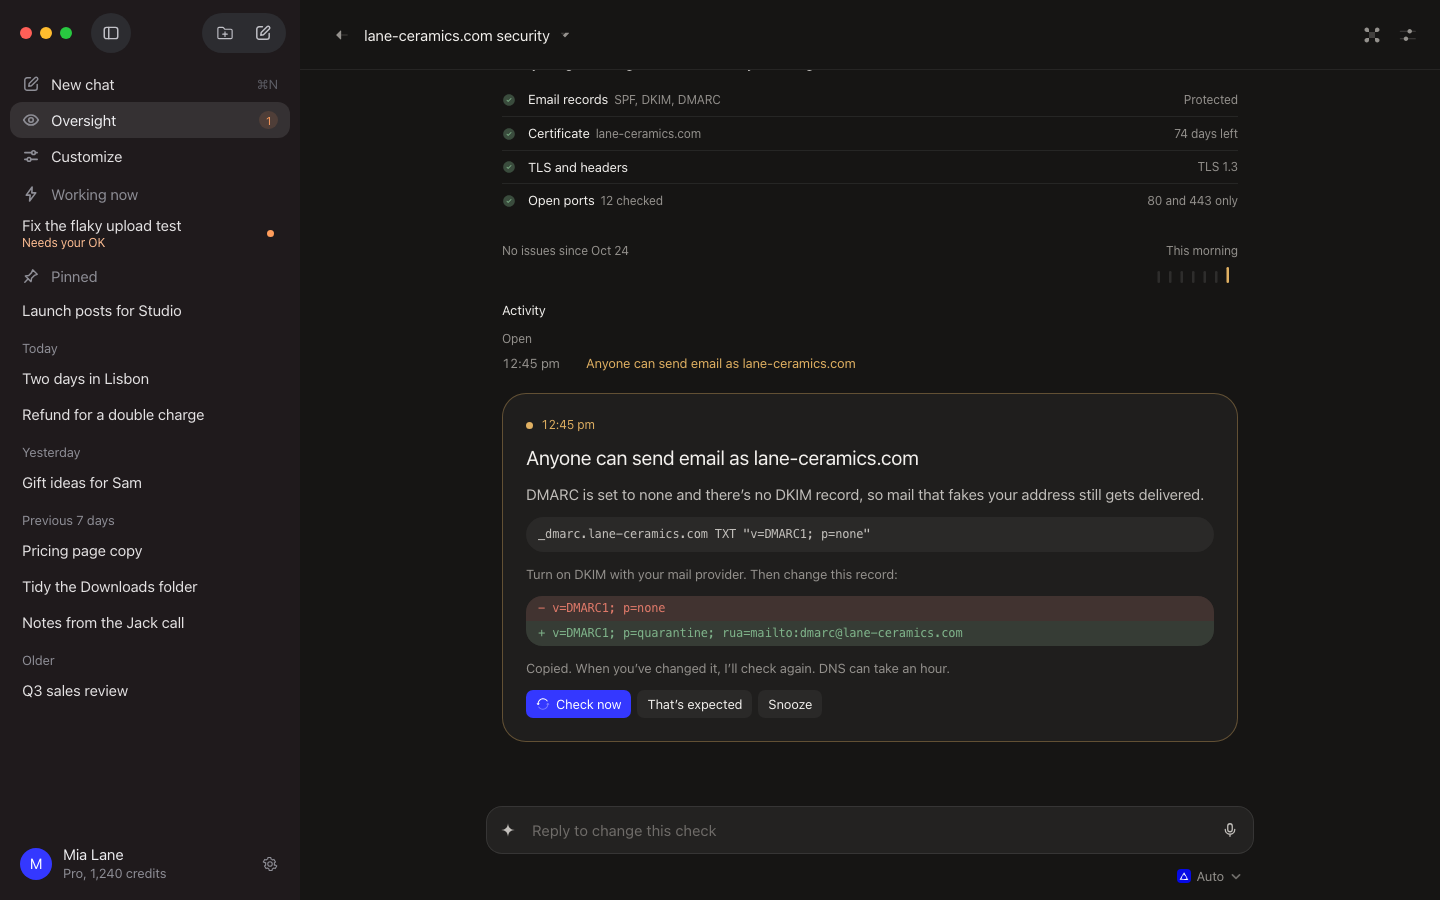 lane-ceramics.com security
New chat ⌘N
Oversight 1
Customize
Working now
Fix the flaky upload test
Needs your OK
Pinned
Launch posts for Studio
Today
Two days in Lisbon
Refund for a double charge
Yesterday
Gift ideas for Sam
Previous 7 days
Pricing page copy
Tidy the Downloads folder
Notes from the Jack call
Older
Q3 sales review
M
Mia Lane
Pro, 1,240 credits
Email records SPF, DKIM, DMARC Protected
Certificate lane-ceramics.com 74 days left
TLS and headers TLS 1.3
Open ports 12 checked 80 and 443 only
No issues since Oct 24 This morning
Activity
Open
12:45 pm Anyone can send email as lane-ceramics.com
12:45 pm
Anyone can send email as lane-ceramics.com
DMARC is set to none and there’s no DKIM record, so mail that fakes your address still gets delivered.
_dmarc.lane-ceramics.com TXT "v=DMARC1; p=none"
Turn on DKIM with your mail provider. Then change this record:
− v=DMARC1; p=none
+ v=DMARC1; p=quarantine; rua=mailto:dmarc@lane-ceramics.com
Copied. When you’ve changed it, I’ll check again. DNS can take an hour.
Check now That’s expected Snooze
Reply to change this check
Auto